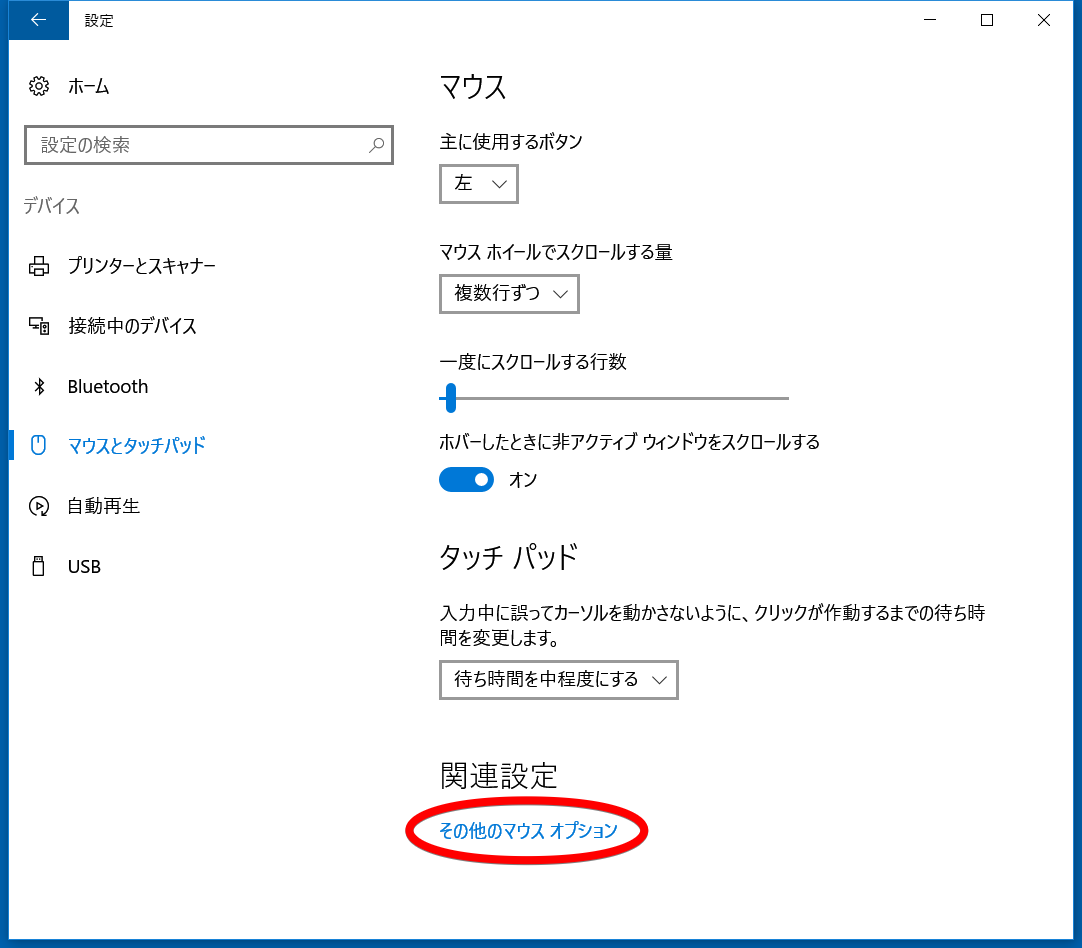 設定
ホーム
設定の検索
デバイス
プリンターとスキャナー
接続中のデバイス
Bluetooth
マウスとタッチパッド
自動再生
USB
マウス
主に使用するボタン
左
マウス ホイールでスクロールする量
複数行ずつ
一度にスクロールする行数
ホバーしたときに非アクティブ ウィンドウをスクロールする
オン
タッチ パッド
入力中に誤ってカーソルを動かさないように、クリックが作動するまでの待ち時
間を変更します。
待ち時間を中程度にする
関連設定
その他のマウス オプション